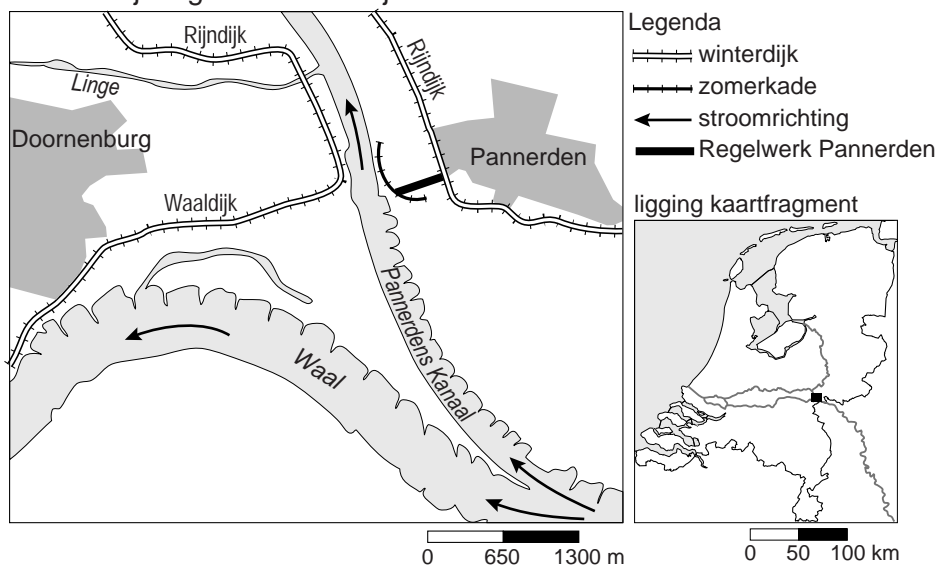 Rijndijk
Rijndijk
Linge
Doornenburg
Pannerden
Waaldijk
Pannerdens Kanaal
Waal
0 650 1300 m
Legenda
winterdijk
zomerkade
stroomrichting
Regelwerk Pannerden
ligging kaartfragment
0 50 100 km